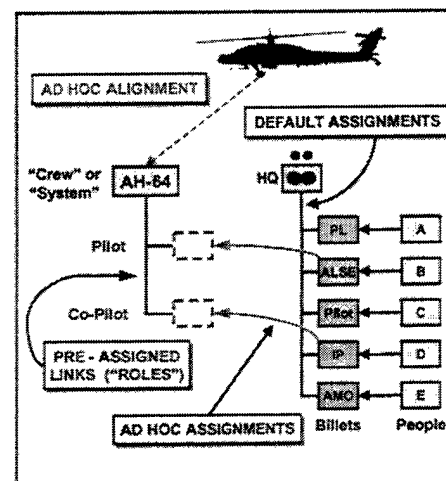 AD HOC ALIGNMENT
DEFAULT ASSIGNMENTS
"Crew" or
"System"
AH-64
HQ
Pilot
Co-Pilot
PL
A
ALSE
B
Pilot
C
IP
D
AMO
E
PRE - ASSIGNED
LINKS ("ROLES")
AD HOC ASSIGNMENTS
Billets
People